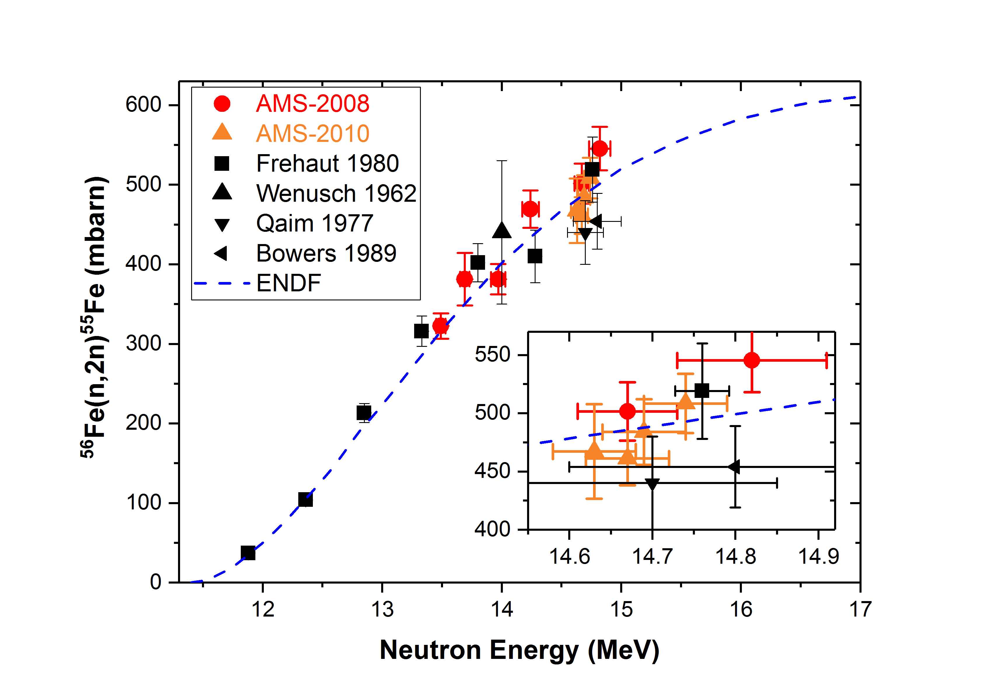 AMS-2008
AMS-2010
Frehaut 1980
Wenusch 1962
Qaim 1977
Bowers 1989
ENDF
600
500
400
300
200
100
0
12 13 14 15 16 17
Neutron Energy (MeV)
⁵⁶Fe(n,2n)⁵⁵Fe (mbarn)
550
500
450
400
14.6 14.7 14.8 14.9